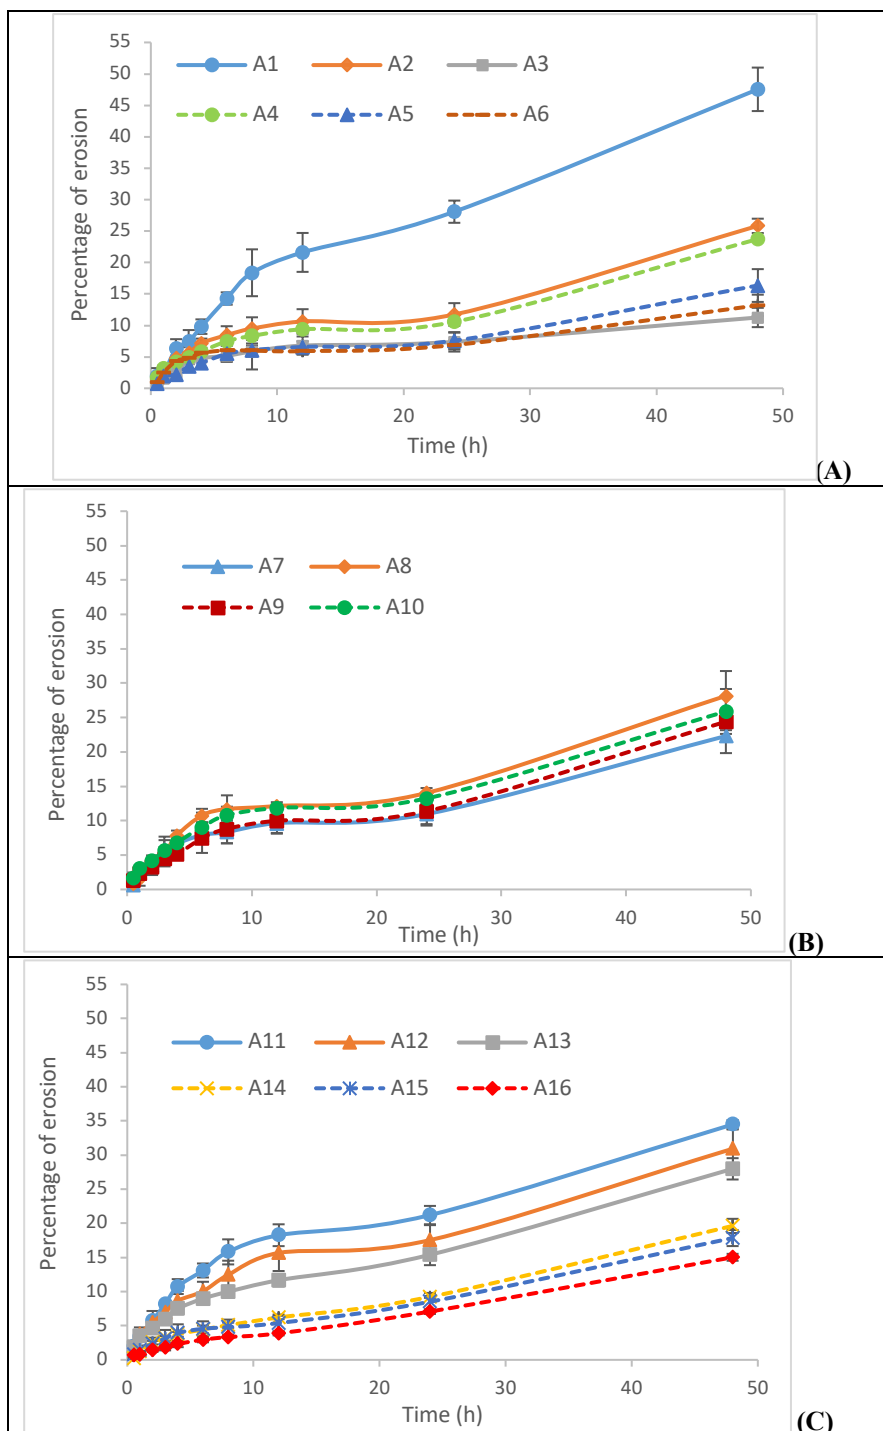 55
50
45
40
35
30
25
20
15
10
5
0
Percentage of erosion
A1 A2 A3
A4 A5 A6
0 10 20 30 40 50
Time (h)
(A)
55
50
45
40
35
30
25
20
15
10
5
0
Percentage of erosion
A7 A8
A9 A10
0 10 20 30 40 50
Time (h)
(B)
55
50
45
40
35
30
25
20
15
10
5
0
Percentage of erosion
A11 A12 A13
A14 A15 A16
0 10 20 30 40 50
Time (h)
(C)